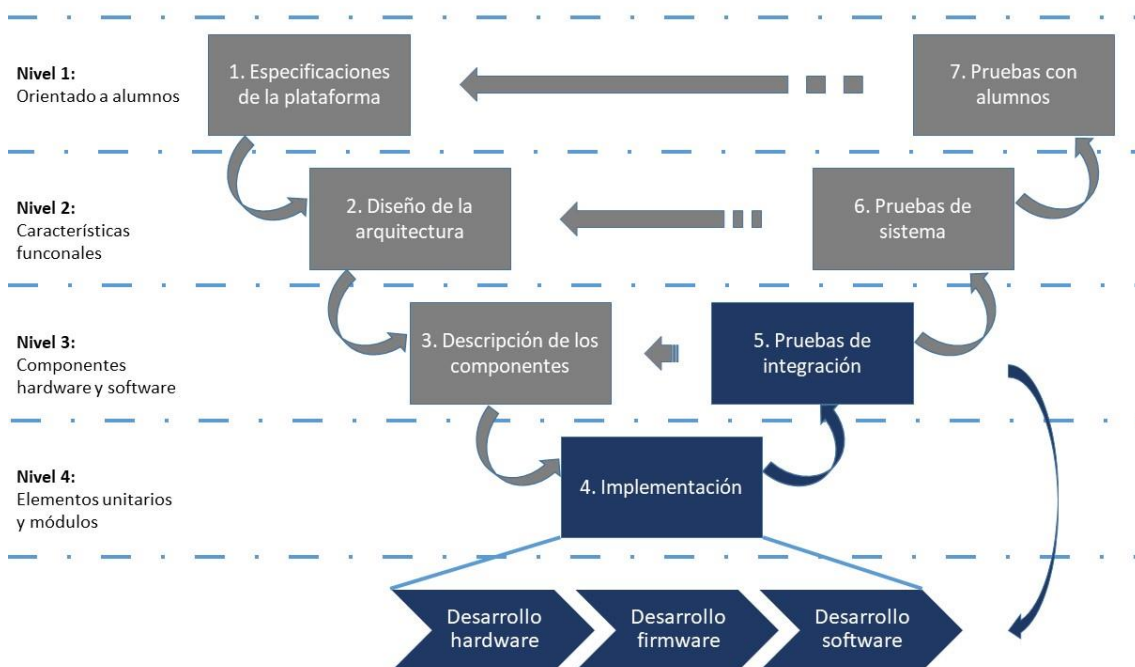 Nivel 1:
Orientado a alumnos
1. Especificaciones
de la plataforma
7. Pruebas con
alumnos
Nivel 2:
Características
funconales
2. Diseño de la
arquitectura
6. Pruebas de
sistema
Nivel 3:
Componentes
hardware y software
3. Descripción de los
componentes
5. Pruebas de
integración
Nivel 4:
Elementos unitarios
y módulos
4. Implementación
Desarrollo
hardware
Desarrollo
firmware
Desarrollo
software